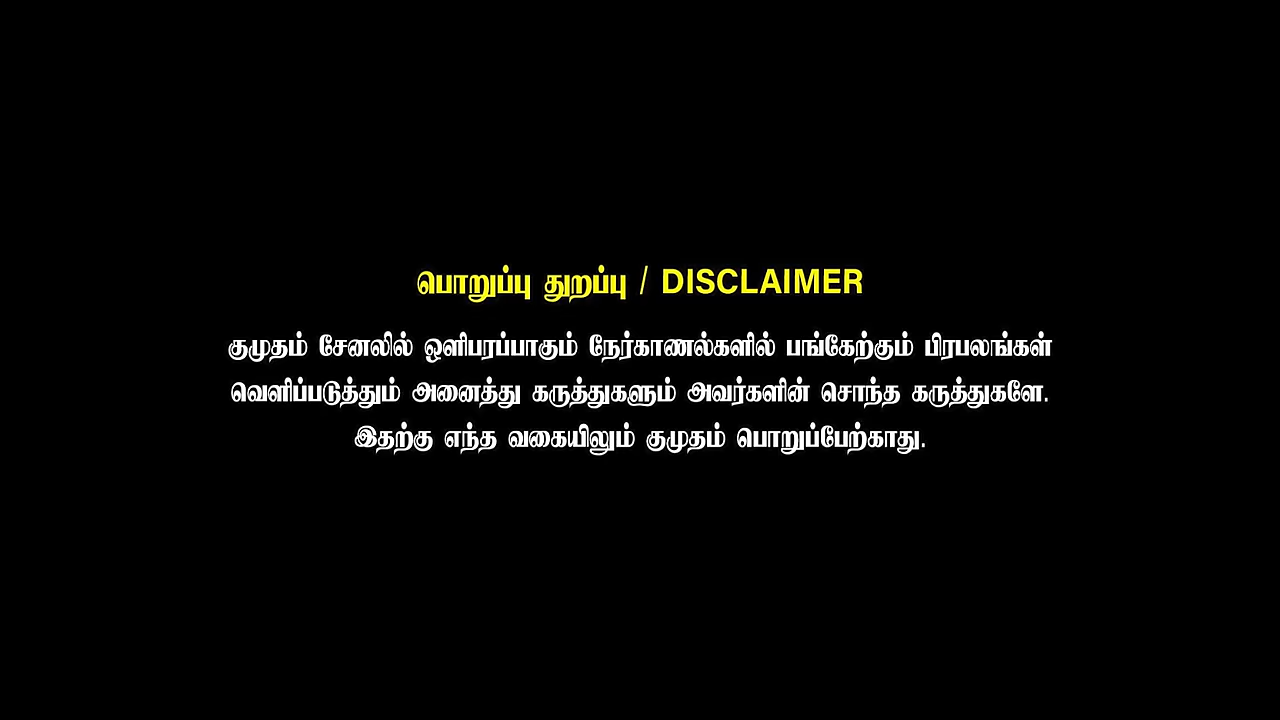 பொறுப்பு துறப்பு / DISCLAIMER
குமுதம் சேனலில் ஒளிபரப்பாகும் நேர்காணல்களில் பங்கேற்கும் பிரபலங்கள்
வெளிப்படுத்தும் அனைத்து கருத்துகளும் அவர்களின் சொந்த கருத்துகளே.
இதற்கு எந்த வகையிலும் குமுதம் பொறுப்பேற்காது.